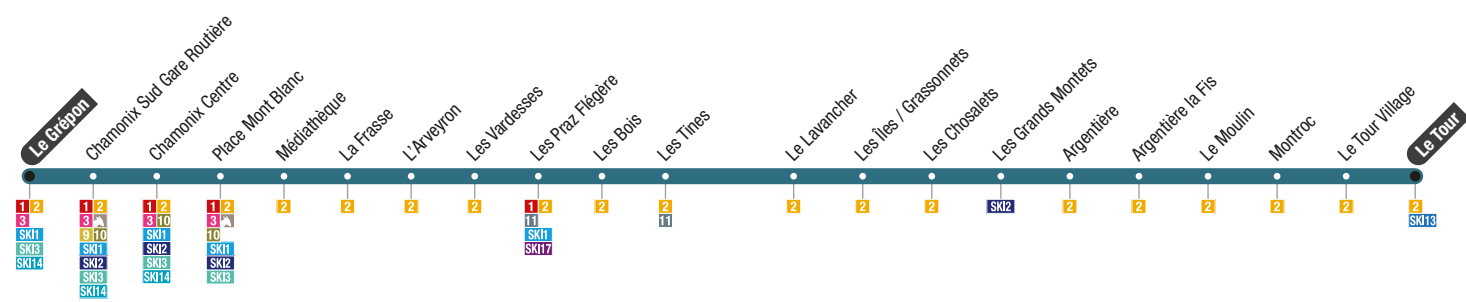 Le Grépon
Chamonix Sud Gare Routière
Chamonix Centre
Place Mont Blanc
Médiathèque
La Frasse
L'Arveyron
Les Vardesses
Les Praz Flégère
Les Bois
Les Tines
Le Lavancher
Les Îles / Grassonnets
Les Chosalets
Les Grands Montets
Argentière
Argentière la Fis
Le Moulin
Montroc
Le Tour Village
Le Tour
1 2
3
SKI1
SKI3
SKI14
1 2
3
9 10
SKI1
SKI2
SKI3
SKI14
1 2
3 10
SKI1
SKI2
SKI3
SKI14
1 2
3
10
SKI1
SKI2
SKI3
2
2
2
2
1 2
11
SKI1
SKI17
2
2
11
2
2
2
SKI2
2
2
2
2
2
2
SKI13